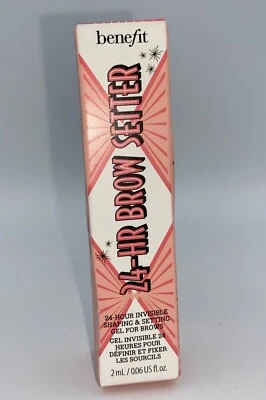 benefit
24-HR BROW SETTER
24-HOUR INVISIBLE
SHAPING & SETTING
GEL FOR BROWS
GEL INVISIBLE 24
HEURES POUR
DÉFINIR ET FIXER
LES SOURCILS
2 mL / 0.06 US fl. oz.